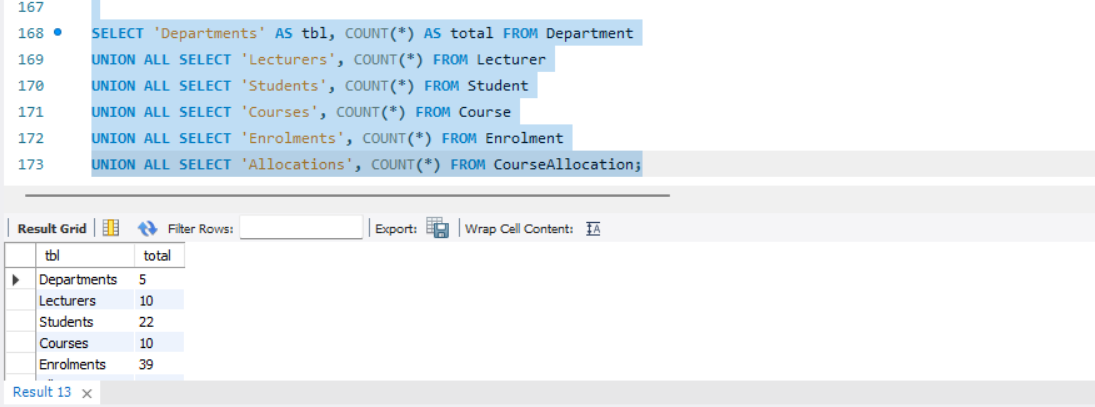 167
168 SELECT 'Departments' AS tbl, COUNT(*) AS total FROM Department
169 UNION ALL SELECT 'Lecturers', COUNT(*) FROM Lecturer
170 UNION ALL SELECT 'Students', COUNT(*) FROM Student
171 UNION ALL SELECT 'Courses', COUNT(*) FROM Course
172 UNION ALL SELECT 'Enrolments', COUNT(*) FROM Enrolment
173 UNION ALL SELECT 'Allocations', COUNT(*) FROM CourseAllocation;
Result Grid Filter Rows: Export: Wrap Cell Content: IA
tbl total
Departments 5
Lecturers 10
Students 22
Courses 10
Enrolments 39
Result 13 ×